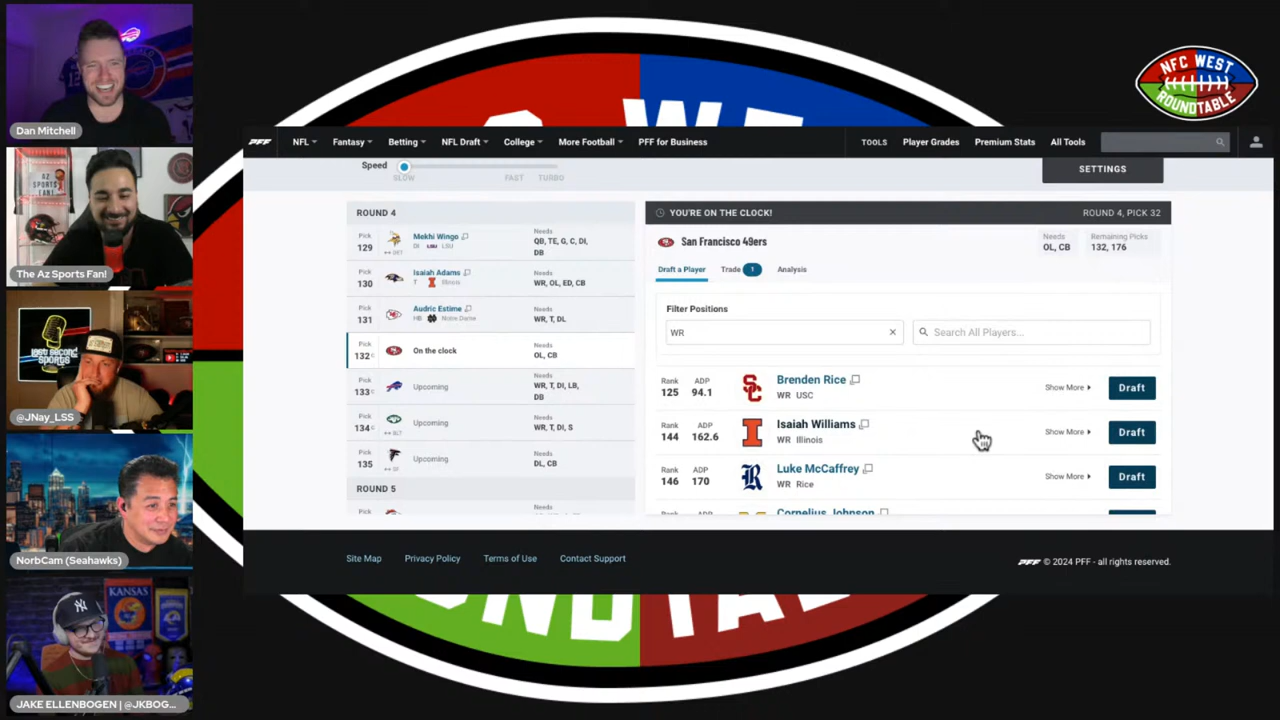 Dan Mitchell
The Az Sports Fan!
AZ SPORTS FAN!
Last Second Sports
@JNay_LSS
NorbCam (Seahawks)
KANSAS
JAKE ELLENBOGEN | @JKBOG...
NFC WEST
ROUNDTABLE
PFF
NFL
Fantasy
Betting
NFL Draft
College
More Football
PFF for Business
TOOLS
Player Grades
Premium Stats
All Tools
Speed
SLOW
FAST
TURBO
SETTINGS
ROUND 4
Pick
129
Mekhi Wingo
DI LSU LSU
Needs
QB, TE, G, C, DI,
DB
Pick
130
Isaiah Adams
T Illinois
Needs
WR, OL, ED, CB
Pick
131
Audric Estime
HB Notre Dame
Needs
WR, T, DL
Pick
132 C
On the clock
Needs
OL, CB
Pick
133 C
Upcoming
Needs
WR, T, DI, LB,
DB
Pick
134 C
Upcoming
Needs
WR, T, DI, S
Pick
135
Upcoming
Needs
DL, CB
ROUND 5
YOU'RE ON THE CLOCK!
ROUND 4, PICK 32
San Francisco 49ers
Needs
OL, CB
Remaining Picks
132, 176
Draft a Player
Trade 1
Analysis
Filter Positions
WR
Search All Players...
Rank
125
ADP
94.1
Brenden Rice
WR USC
Show More
Draft
Rank
144
ADP
162.6
Isaiah Williams
WR Illinois
Show More
Draft
Rank
146
ADP
170
Luke McCaffrey
WR Rice
Show More
Draft
Cornelius Johnson
Site Map
Privacy Policy
Terms of Use
Contact Support
PFF © 2024 PFF - all rights reserved.